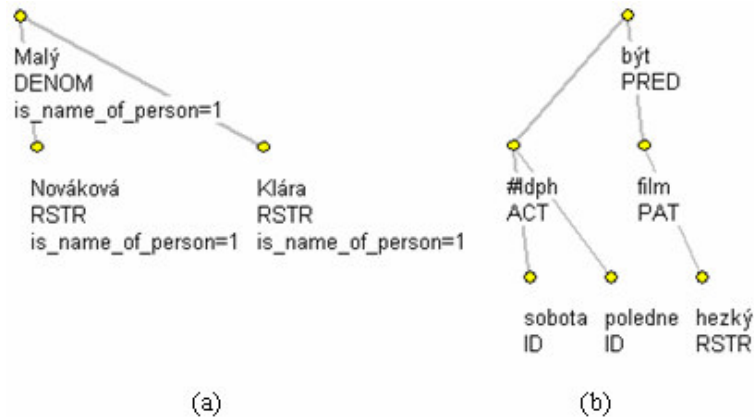 Malý
DENOM
is_name_of_person=1
Nováková
RSTR
is_name_of_person=1
Klára
RSTR
is_name_of_person=1
(a)
být
PRED
#Idph
ACT
film
PAT
sobota
ID
poledne
ID
hezký
RSTR
(b)